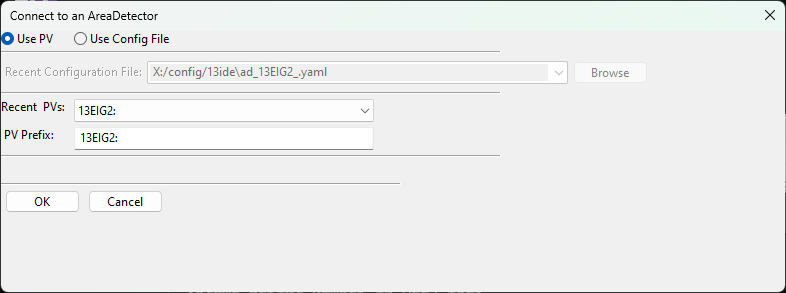 Connect to an AreaDetector
Use PV Use Config File
Recent Configuration File: X:/config/13ide\ad_13EIG2_.yaml Browse
Recent PVs: 13EIG2:
PV Prefix: 13EIG2:
OK Cancel